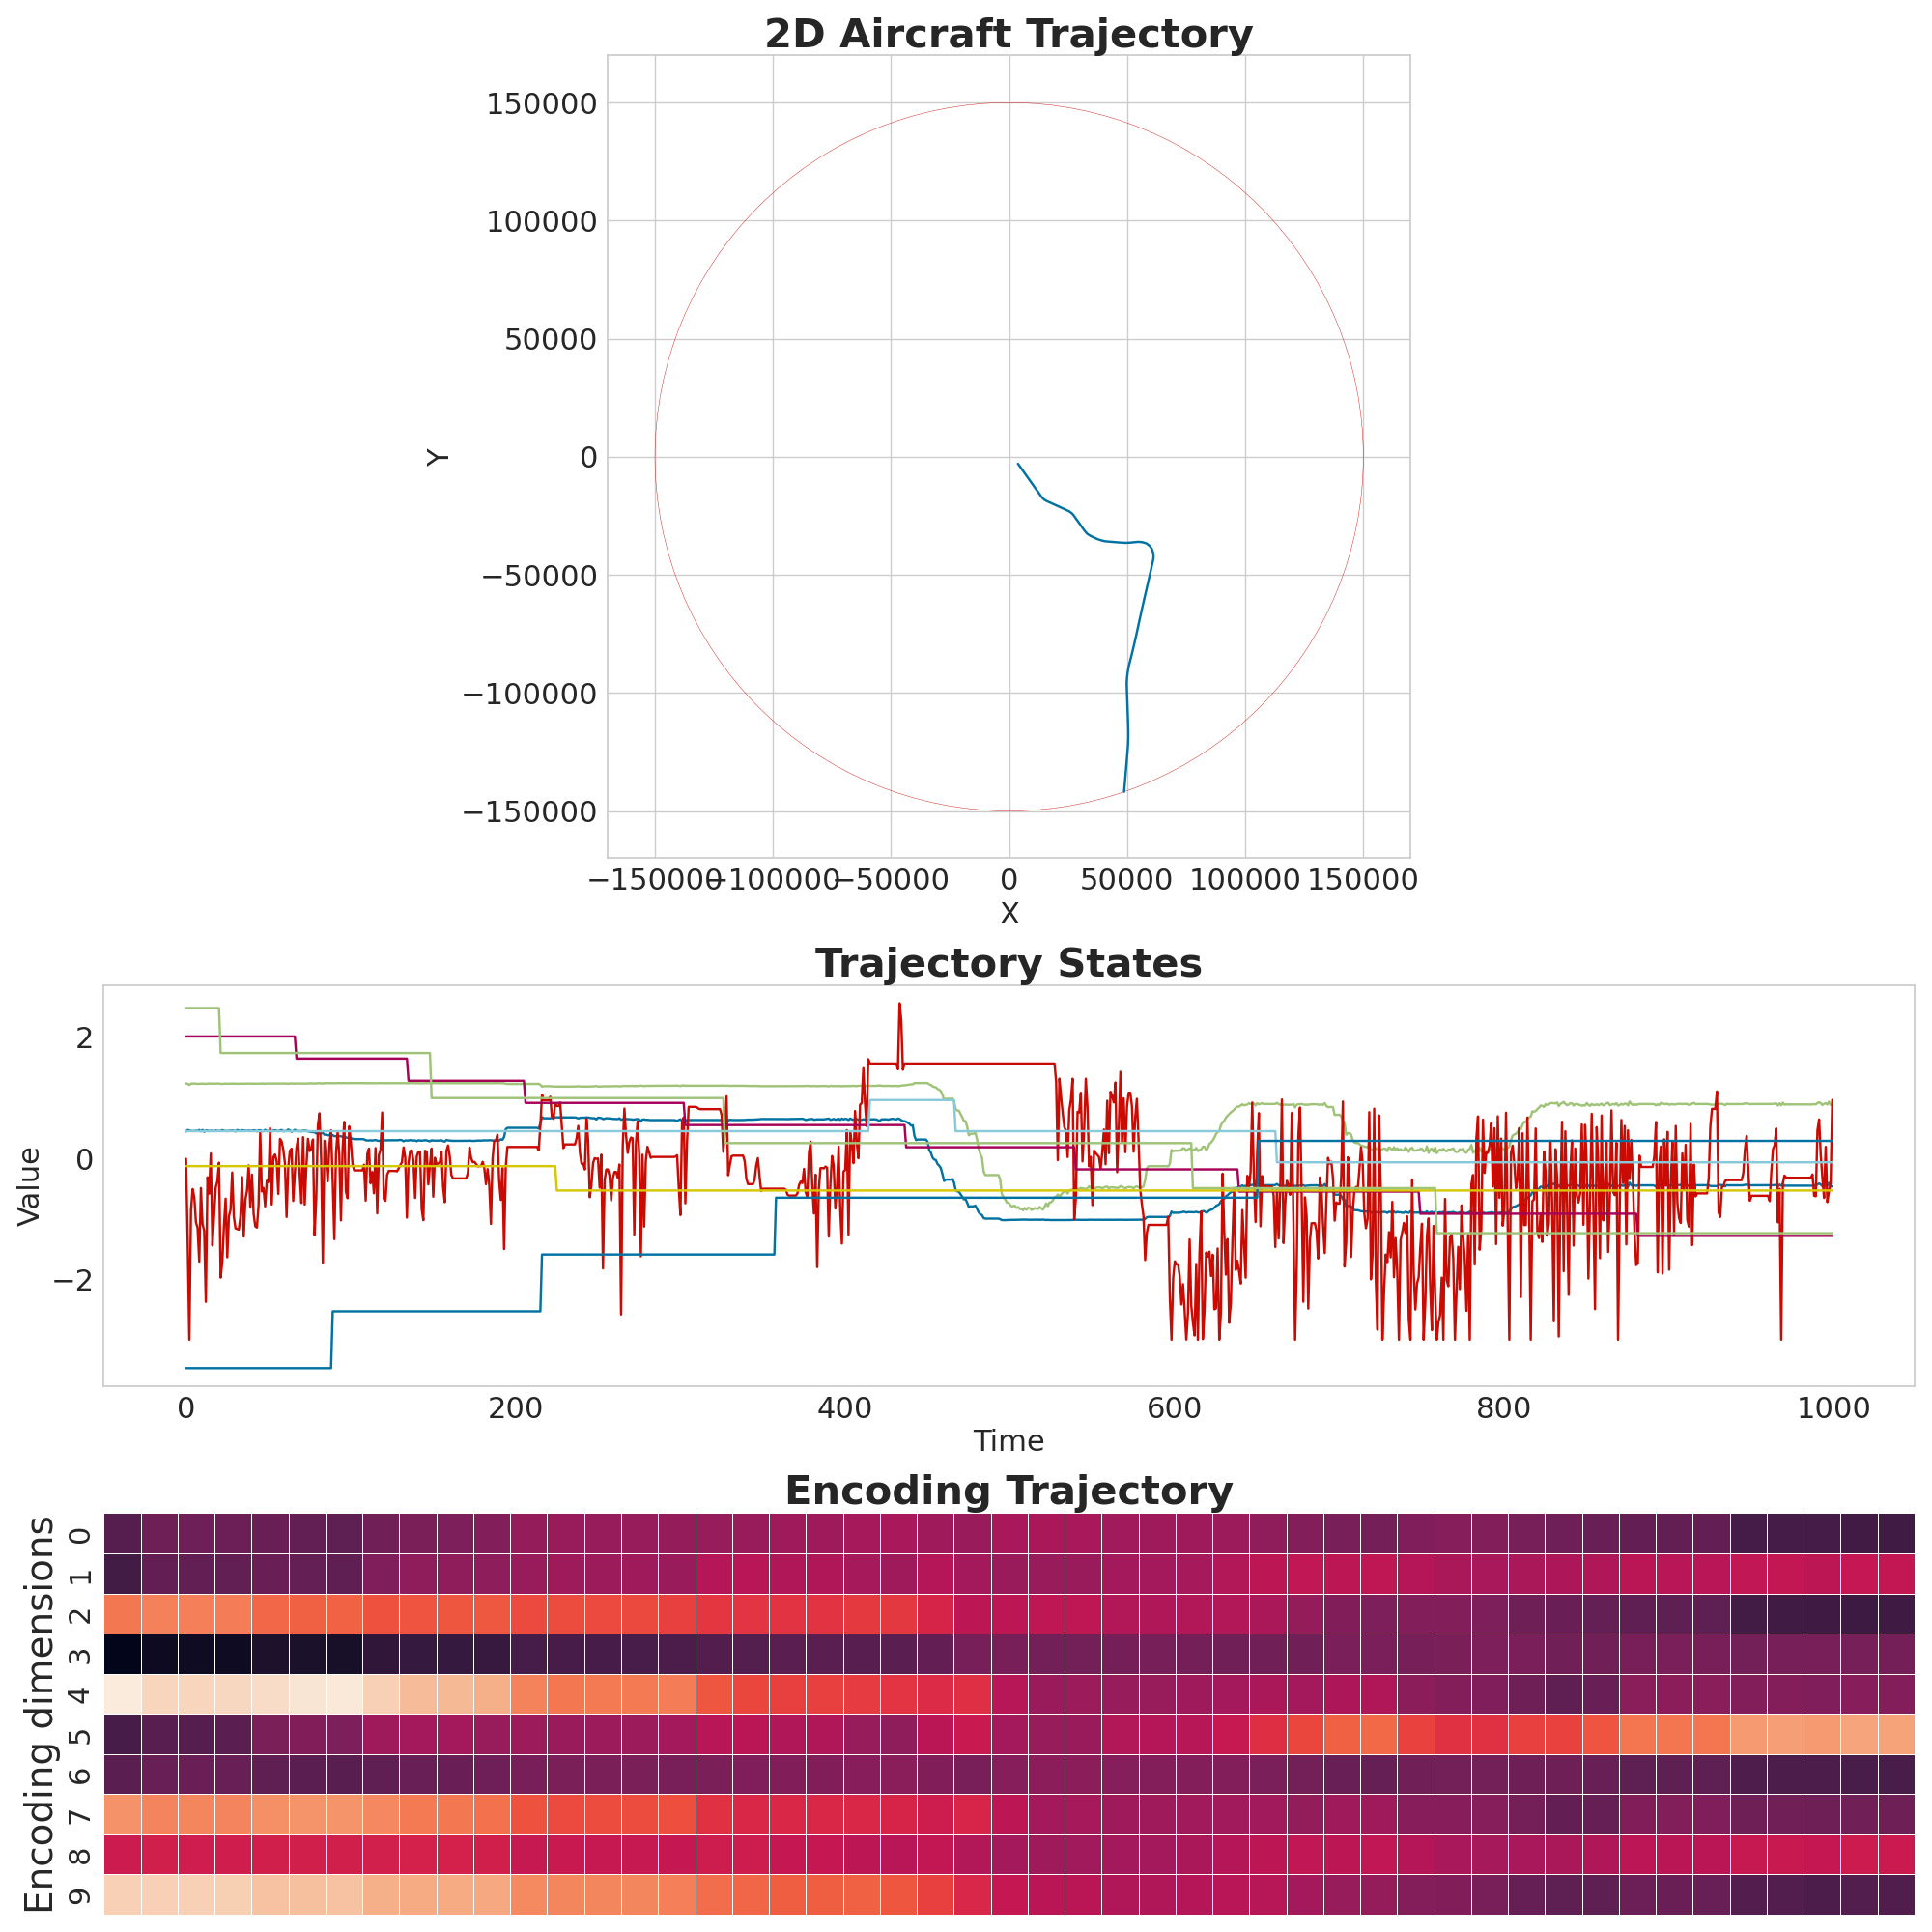 2D Aircraft Trajectory
150000
100000
50000
0
−50000
−100000
−150000
Y
−150000 −100000 −50000 0 50000 100000 150000
X
Trajectory States
2
0
−2
Value
0 200 400 600 800 1000
Time
Encoding Trajectory
0
1
2
3
4
5
6
7
8
9
Encoding dimensions